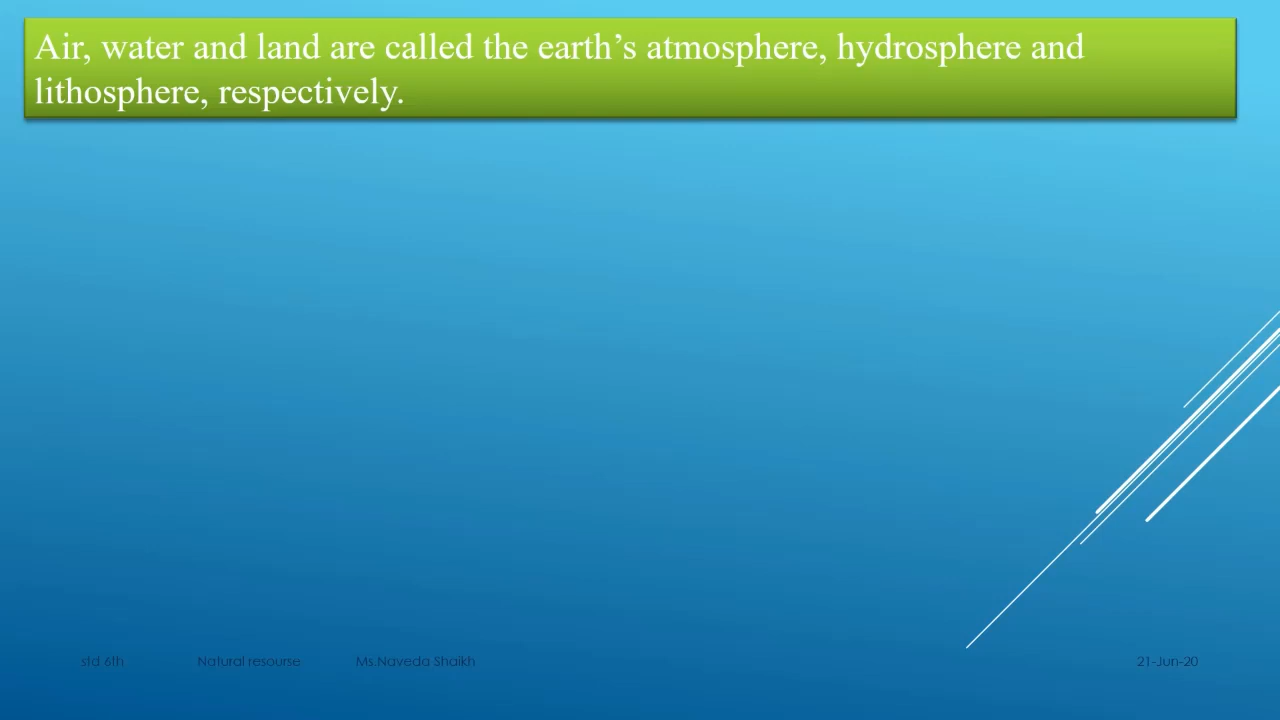 Air, water and land are called the earth’s atmosphere, hydrosphere and
lithosphere, respectively.
std 6th Natural resourse Ms.Naveda Shaikh 21-Jun-20